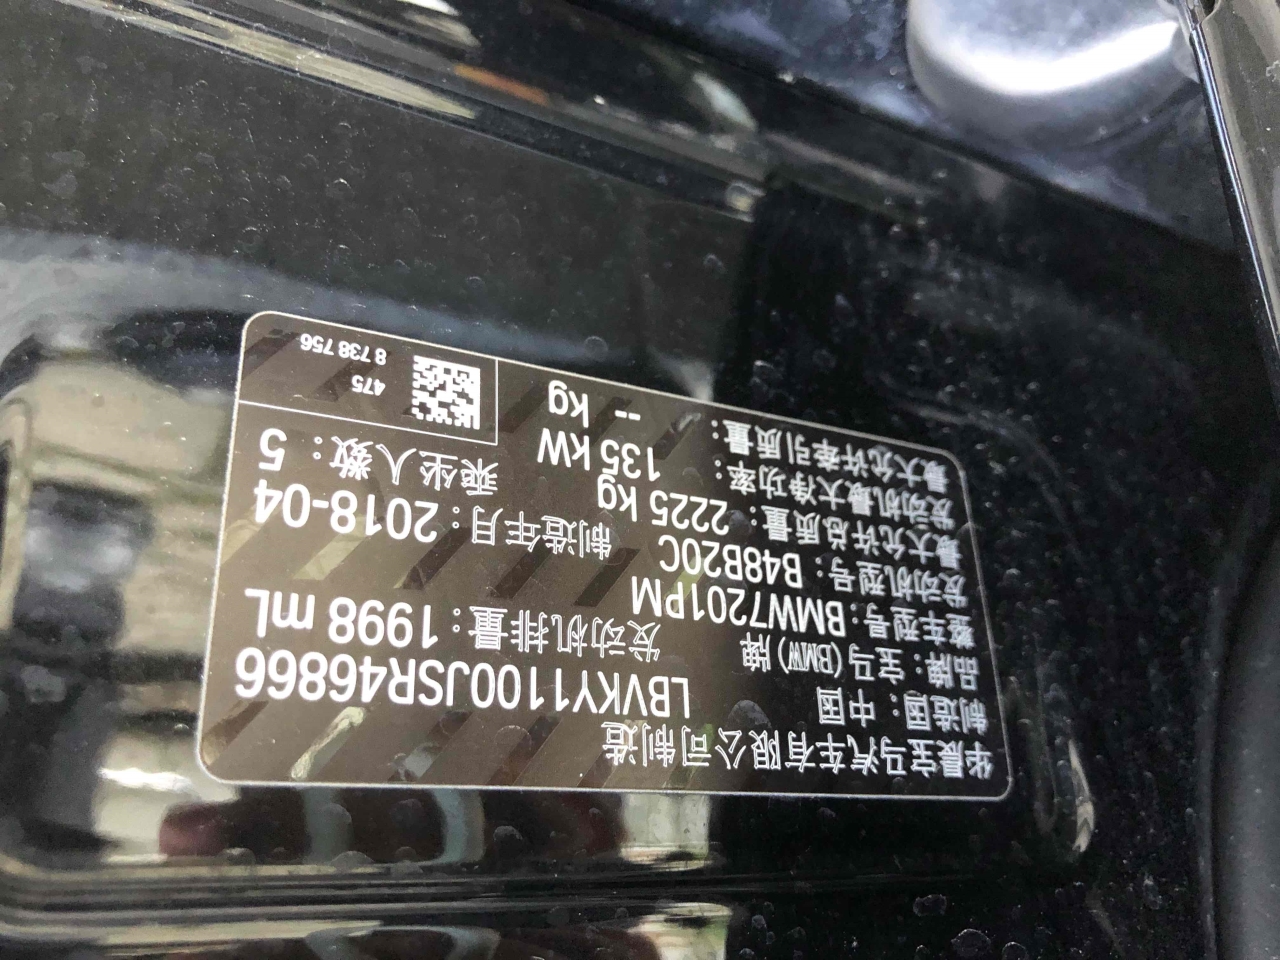 华晨宝马汽车有限公司制造
制造国：中国 LBVKY1100JSR46866
品牌：宝马(BMW)牌
整车型号：BMW7201PM 发动机排量：1998 mL
发动机型号：B48B20C
最大允许总质量：2225 kg 制造年月：2018-04
发动机最大净功率：135 kW 乘坐人数：5
最大允许牵引质量：-- kg
475
8 738 756